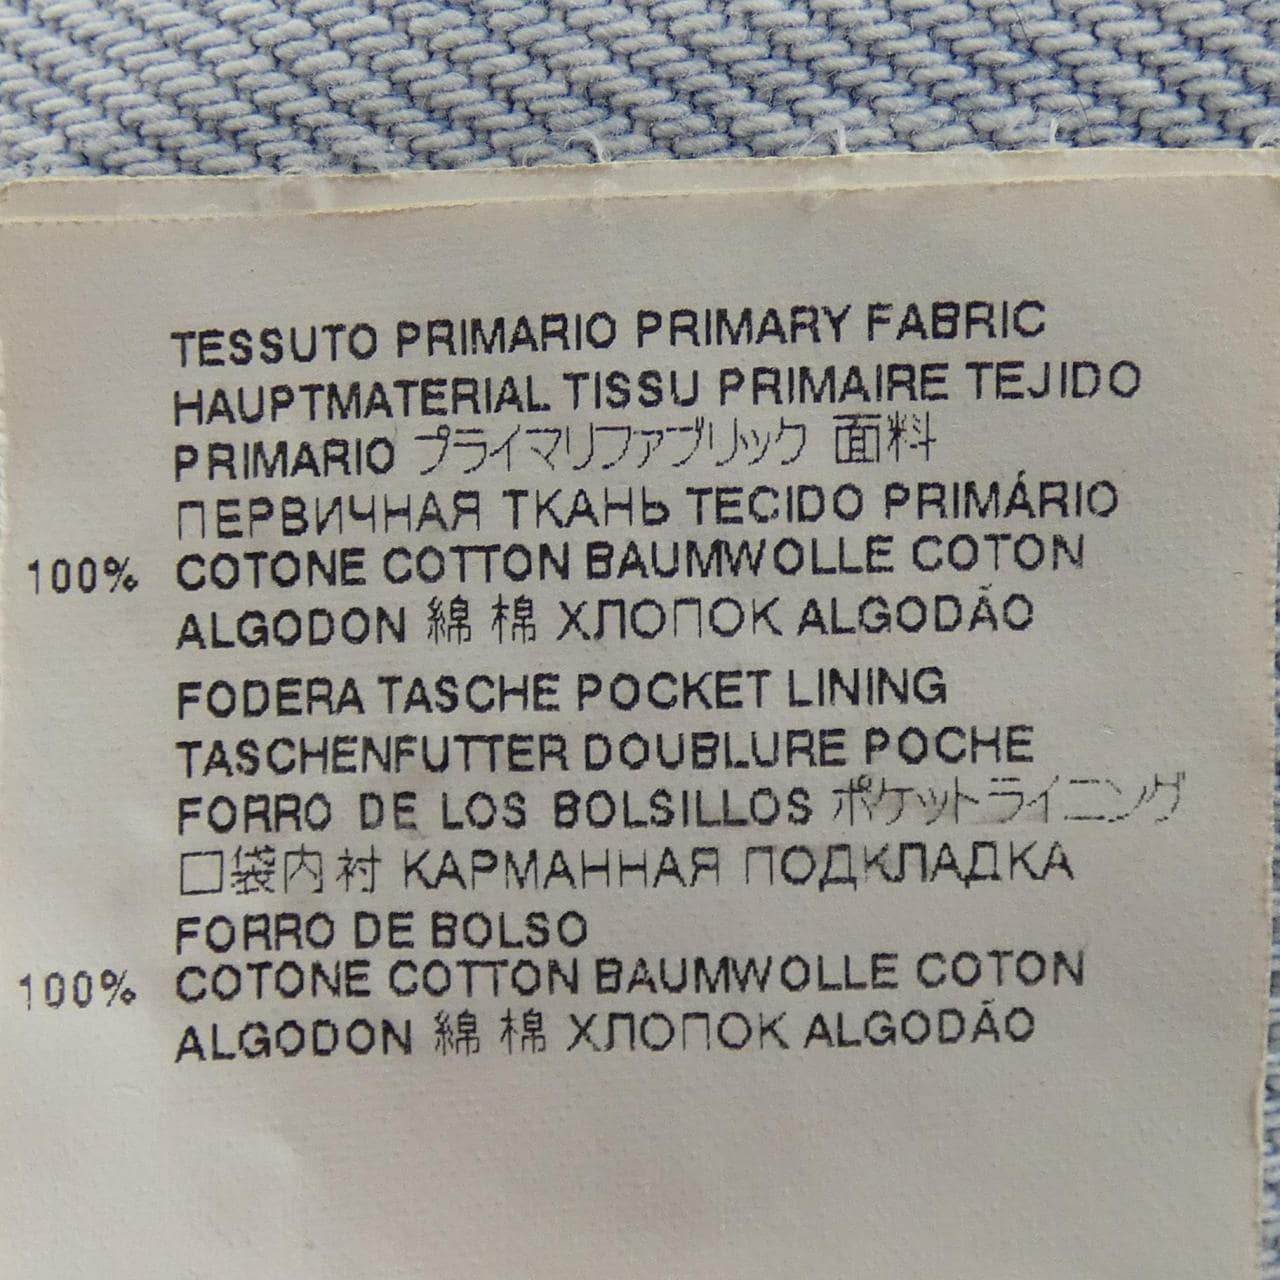 TESSUTO PRIMARIO PRIMARY FABRIC
HAUPTMATERIAL TISSU PRIMAIRE TEJIDO
PRIMARIO プライマリファブリック 面料
ПЕРВИЧНАЯ ТКАНЬ TECIDO PRIMÁRIO
100% COTONE COTTON BAUMWOLLE COTON
ALGODON 綿 棉 ХЛОПОК ALGODÃO
FODERA TASCHE POCKET LINING
TASCHENFUTTER DOUBLURE POCHE
FORRO DE LOS BOLSILLOS ポケットライニング
口袋内衬 КАРМАННАЯ ПОДКЛАДКА
FORRO DE BOLSO
100% COTONE COTTON BAUMWOLLE COTON
ALGODON 綿 棉 ХЛОПОК ALGODÃO